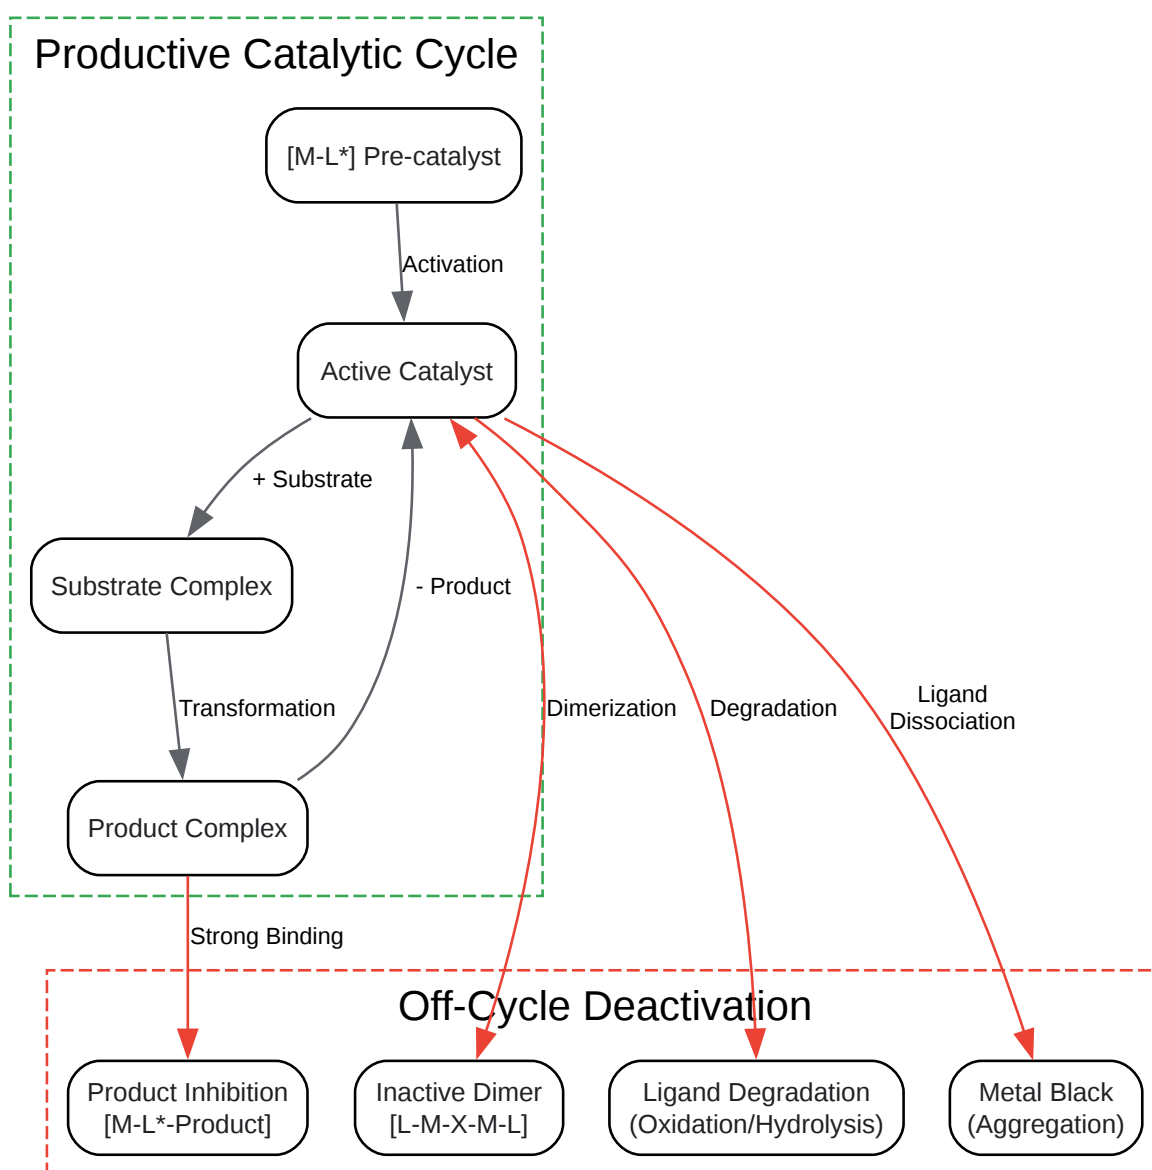 Productive Catalytic Cycle
[M-L*] Pre-catalyst
Activation
Active Catalyst
+ Substrate
Substrate Complex
- Product
Transformation
Dimerization
Degradation
Ligand
Dissociation
Product Complex
Strong Binding
Off-Cycle Deactivation
Product Inhibition
[M-L*-Product]
Inactive Dimer
[L-M-X-M-L]
Ligand Degradation
(Oxidation/Hydrolysis)
Metal Black
(Aggregation)